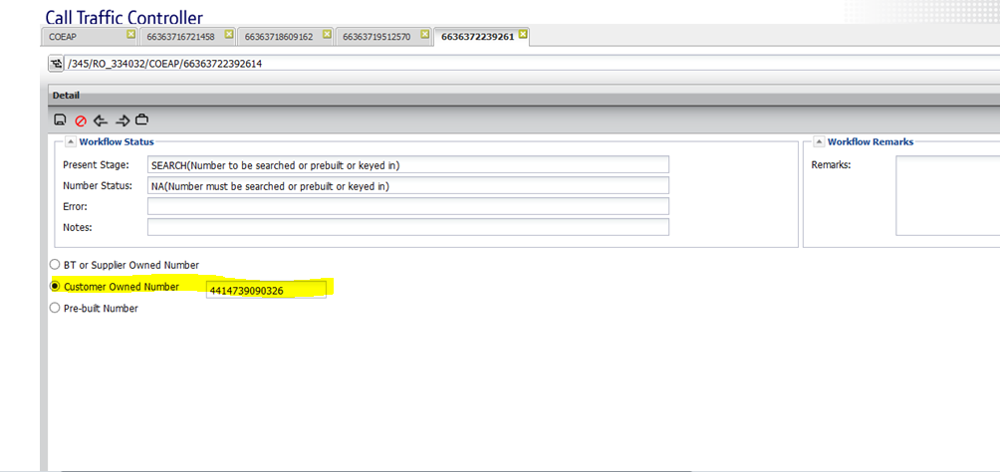 Call Traffic Controller
COEAP 66363716721458 66363718609162 66363719512570 6636372239261
/345/RO_334032/COEAP/66363722392614
Detail
Workflow Status Workflow Remarks
Present Stage: SEARCH(Number to be searched or prebuilt or keyed in) Remarks:
Number Status: NA(Number must be searched or prebuilt or keyed in)
Error:
Notes:
BT or Supplier Owned Number
Customer Owned Number 4414739090326
Pre-built Number